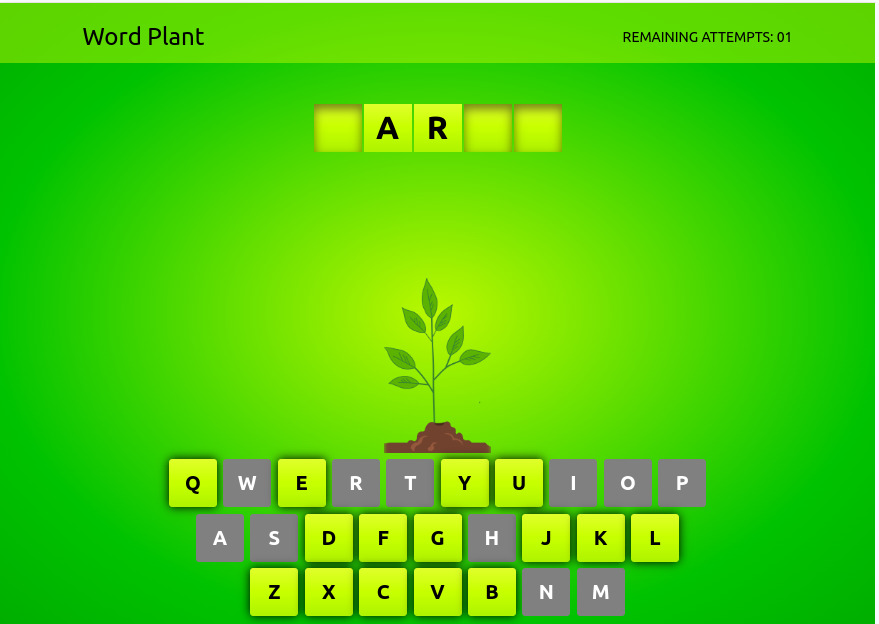 Word Plant
REMAINING ATTEMPTS: 01
A R
Q W E R T Y U I O P
A S D F G H J K L
Z X C V B N M